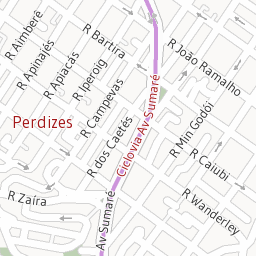 R Aimberé
R Apinajés
R Apiacas
R Iperoig
R Bartira
R Campevas
R João Ramalho
Perdizes
R dos Caetés
Ciclovia Av Sumaré
R Min Godói
R Caiubi
R Zaíra
Av Sumaré
R Wanderley